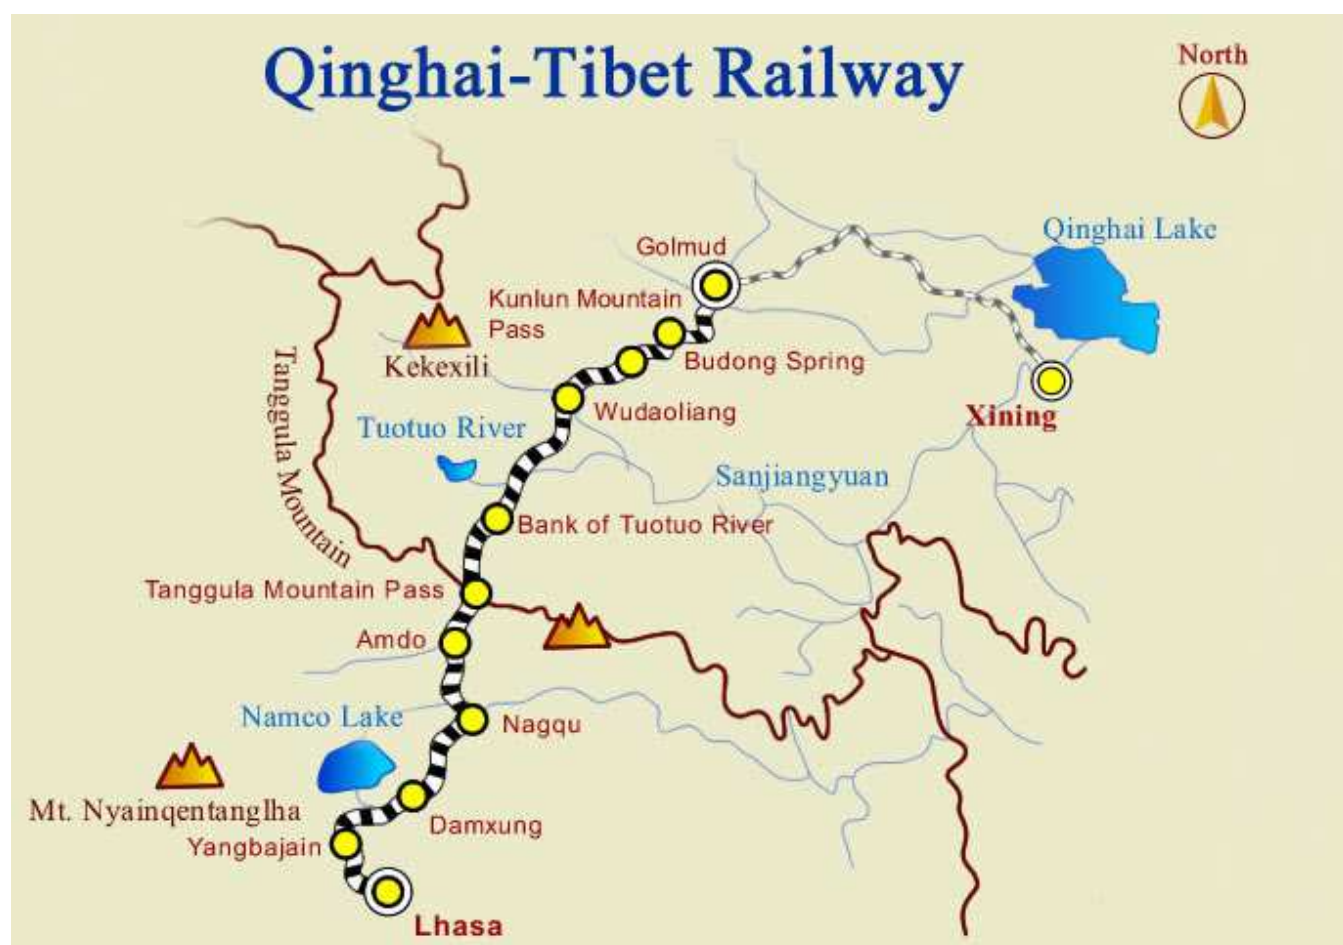 Qinghai-Tibet Railway
North
Qinghai Lake
Golmud
Kunlun Mountain
Pass
Budong Spring
Kekexili
Xining
Wudaoliang
Tuotuo River
Tanggula Mountain
Sanjiangyuan
Bank of Tuotuo River
Tanggula Mountain Pass
Amdo
Namco Lake
Nagqu
Mt. Nyainqentanglha
Damxung
Yangbajain
Lhasa